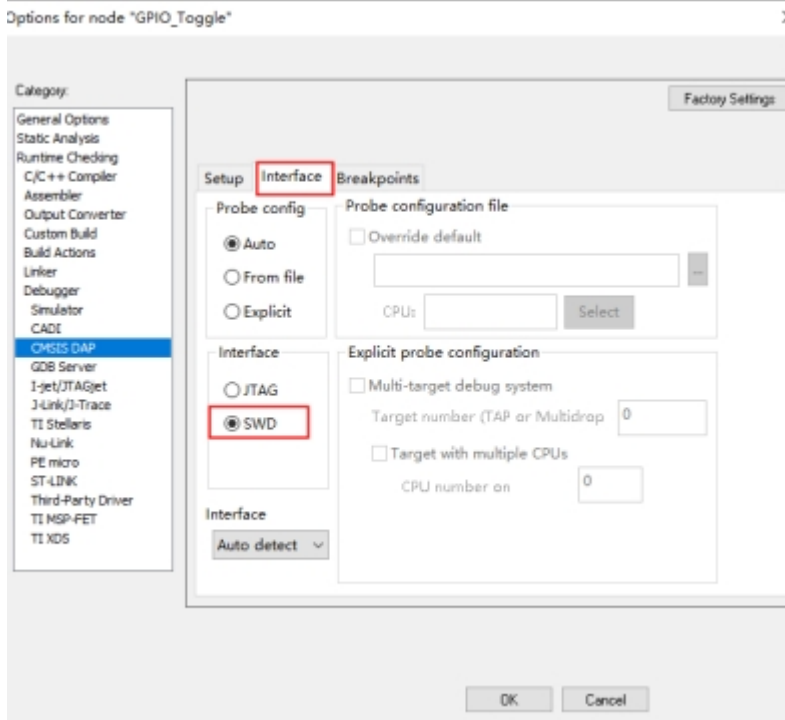 Options for node "GPIO_Toggle"
Category:
General Options
Static Analysis
Runtime Checking
C/C++ Compiler
Assembler
Output Converter
Custom Build
Build Actions
Linker
Debugger
Simulator
CADI
CMSIS DAP
GDB Server
I-jet/JTAGjet
J-Link/J-Trace
TI Stellaris
Nu-Link
PE micro
ST-LINK
Third-Party Driver
TI MSP-FET
TI XDS
Factory Settings
Setup Interface Breakpoints
Probe config
Auto
From file
Explicit
Probe configuration file
Override default
...
CPU: Select
Interface
JTAG
SWD
Explicit probe configuration
Multi-target debug system
Target number (TAP or Multidrop 0
Target with multiple CPUs
CPU number on 0
Interface
Auto detect
OK Cancel